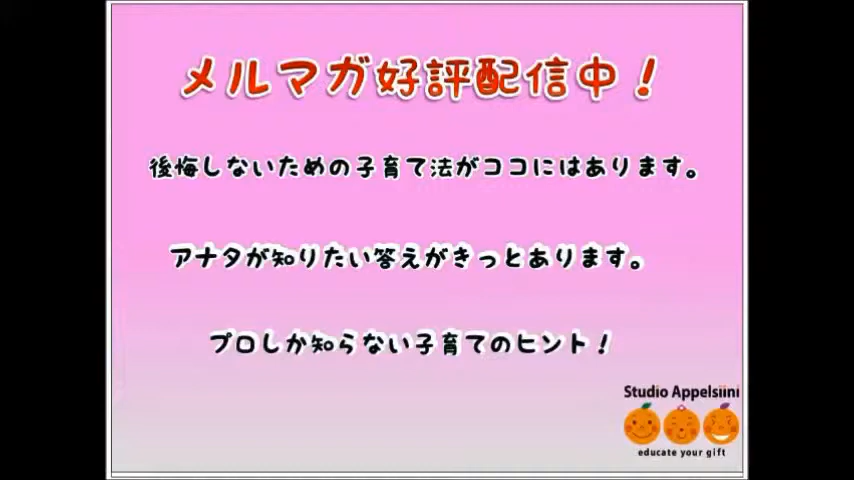 メルマガ好評配信中！
後悔しないための子育て法がココにはあります。
アナタが知りたい答えがきっとあります。
プロしか知らない子育てのヒント！
Studio Appelsiini
educate your gift